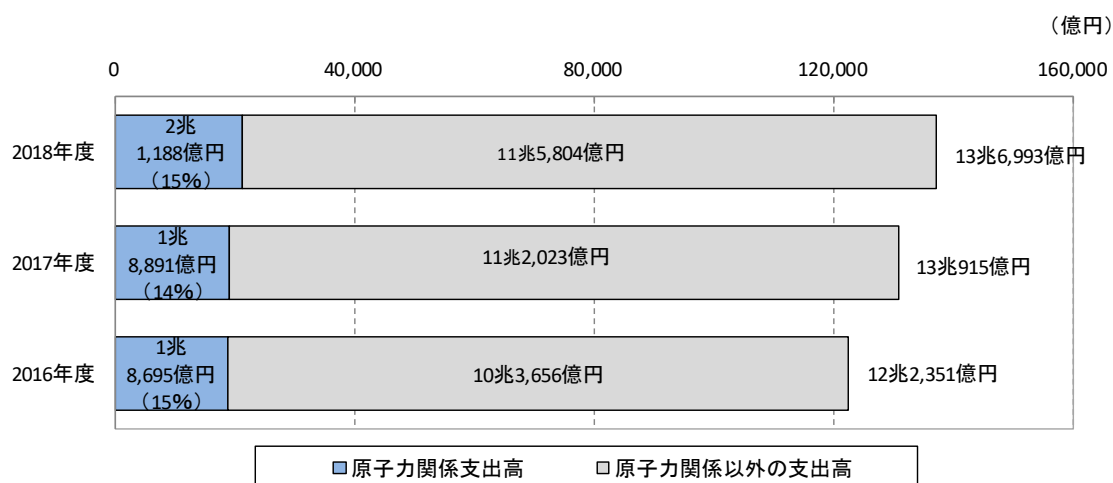 （億円）
0 40,000 80,000 120,000 160,000
2018年度
2兆
1,188億円
（15%）
11兆5,804億円
13兆6,993億円
2017年度
1兆
8,891億円
（14%）
11兆2,023億円
13兆915億円
2016年度
1兆
8,695億円
（15%）
10兆3,656億円
12兆2,351億円
原子力関係支出高 原子力関係以外の支出高